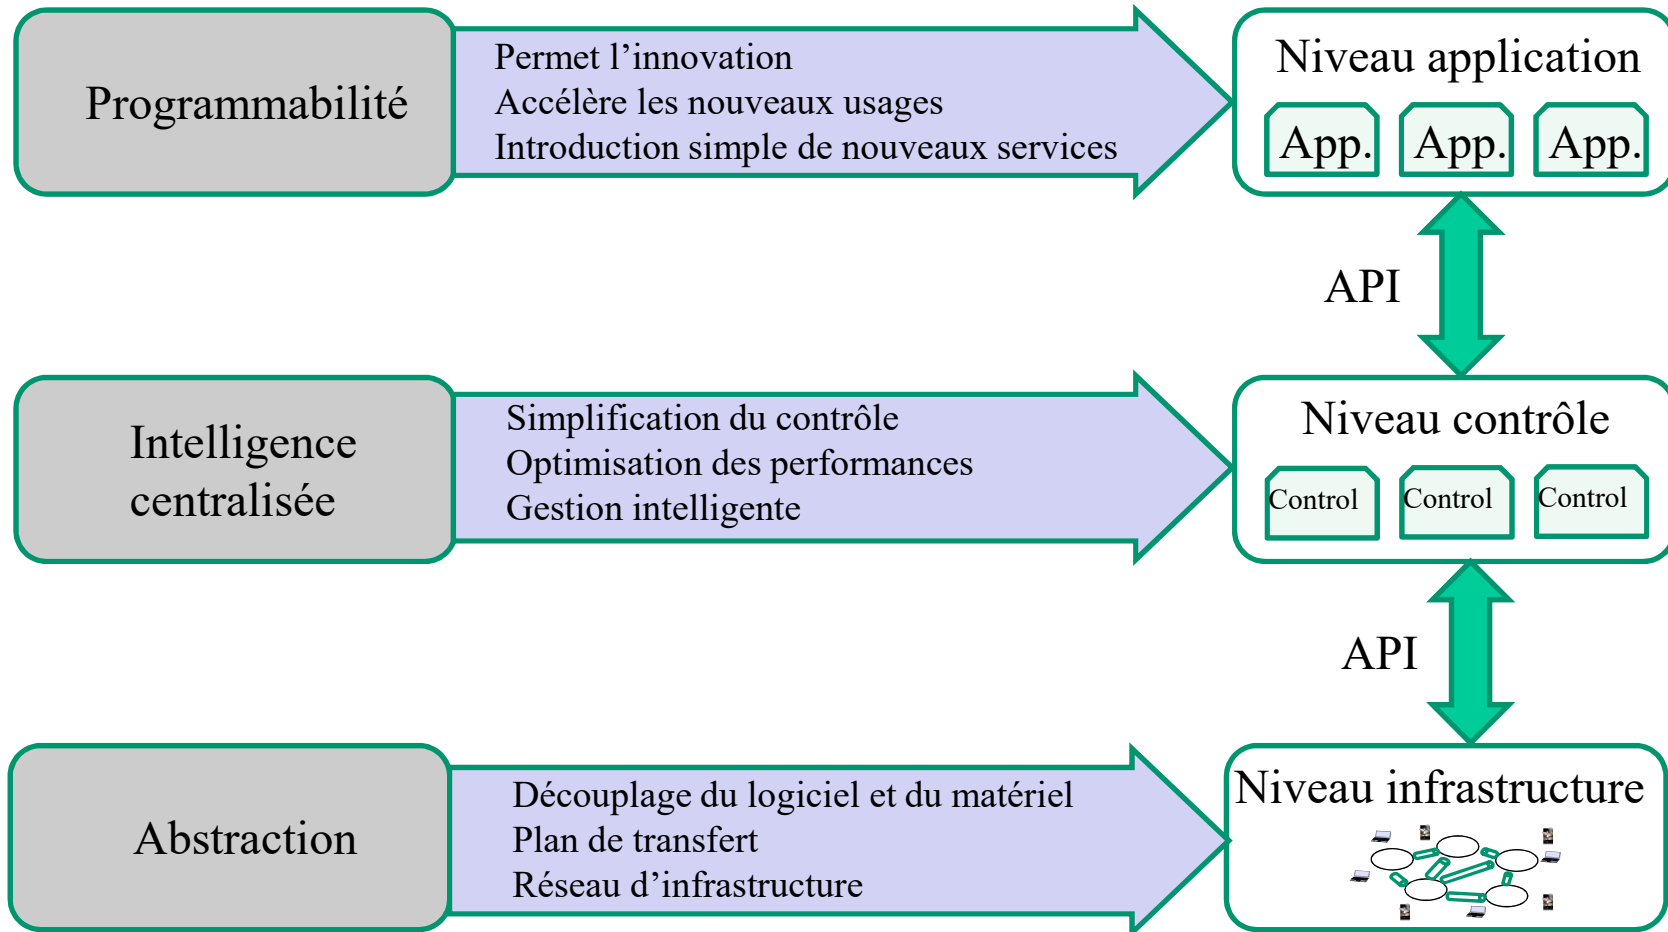 Programmabilité
Permet l’innovation
Accélère les nouveaux usages
Introduction simple de nouveaux services
Niveau application
App.
App.
App.
API
Intelligence
centralisée
Simplification du contrôle
Optimisation des performances
Gestion intelligente
Niveau contrôle
Control
Control
Control
API
Abstraction
Découplage du logiciel et du matériel
Plan de transfert
Réseau d’infrastructure
Niveau infrastructure